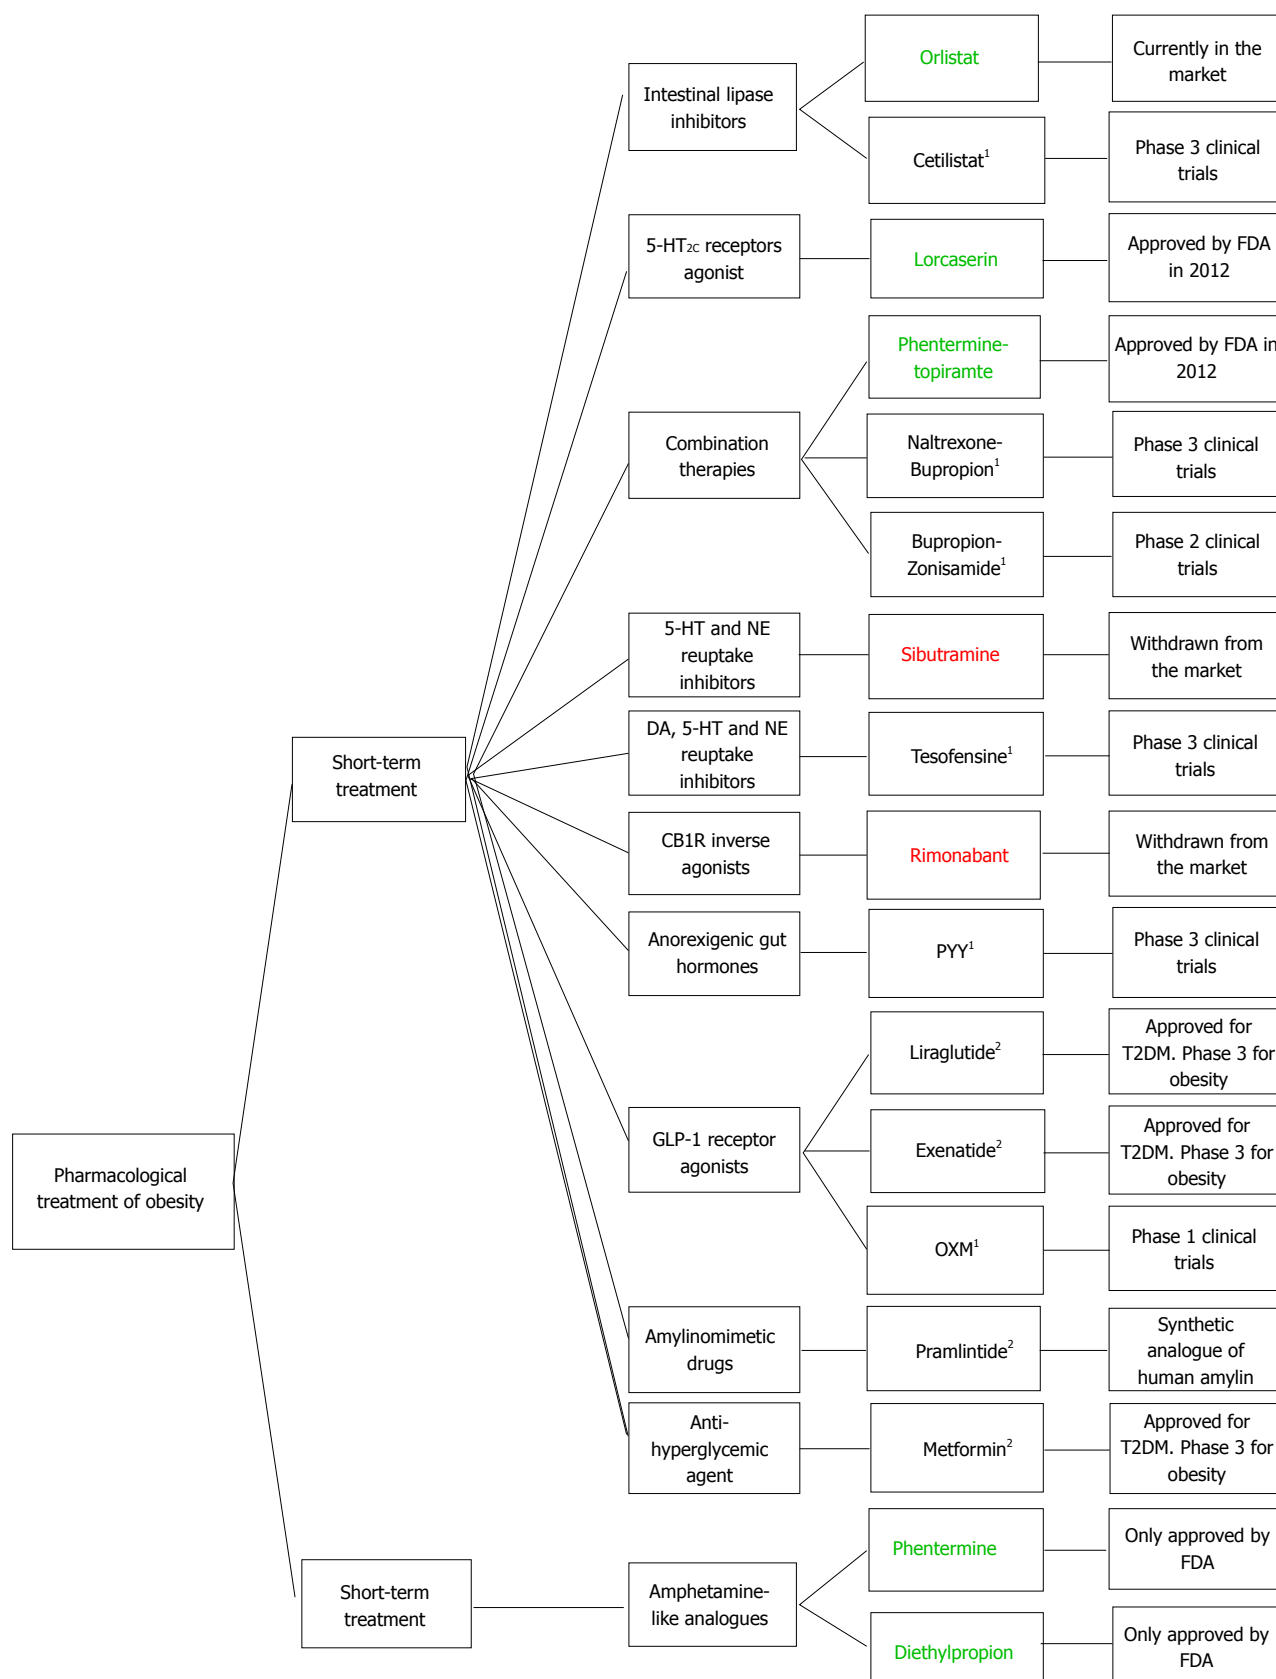 Orlistat
Currently in the
market
Intestinal lipase
inhibitors
Cetilistat¹
Phase 3 clinical
trials
5-HT₂C receptors
agonist
Lorcaserin
Approved by FDA
in 2012
Phentermine-
topiramte
Approved by FDA in
2012
Combination
therapies
Naltrexone-
Bupropion¹
Phase 3 clinical
trials
Bupropion-
Zonisamide¹
Phase 2 clinical
trials
5-HT and NE
reuptake
inhibitors
Sibutramine
Withdrawn from
the market
Short-term
treatment
DA, 5-HT and NE
reuptake
inhibitors
Tesofensine¹
Phase 3 clinical
trials
CB1R inverse
agonists
Rimonabant
Withdrawn from
the market
Anorexigenic gut
hormones
PYY¹
Phase 3 clinical
trials
Liraglutide²
Approved for
T2DM. Phase 3 for
obesity
Pharmacological
treatment of obesity
GLP-1 receptor
agonists
Exenatide²
Approved for
T2DM. Phase 3 for
obesity
OXM¹
Phase 1 clinical
trials
Amylinomimetic
drugs
Pramlintide²
Synthetic
analogue of
human amylin
Anti-
hyperglycemic
agent
Metformin²
Approved for
T2DM. Phase 3 for
obesity
Phentermine
Only approved by
FDA
Short-term
treatment
Amphetamine-
like analogues
Diethylpropion
Only approved by
FDA